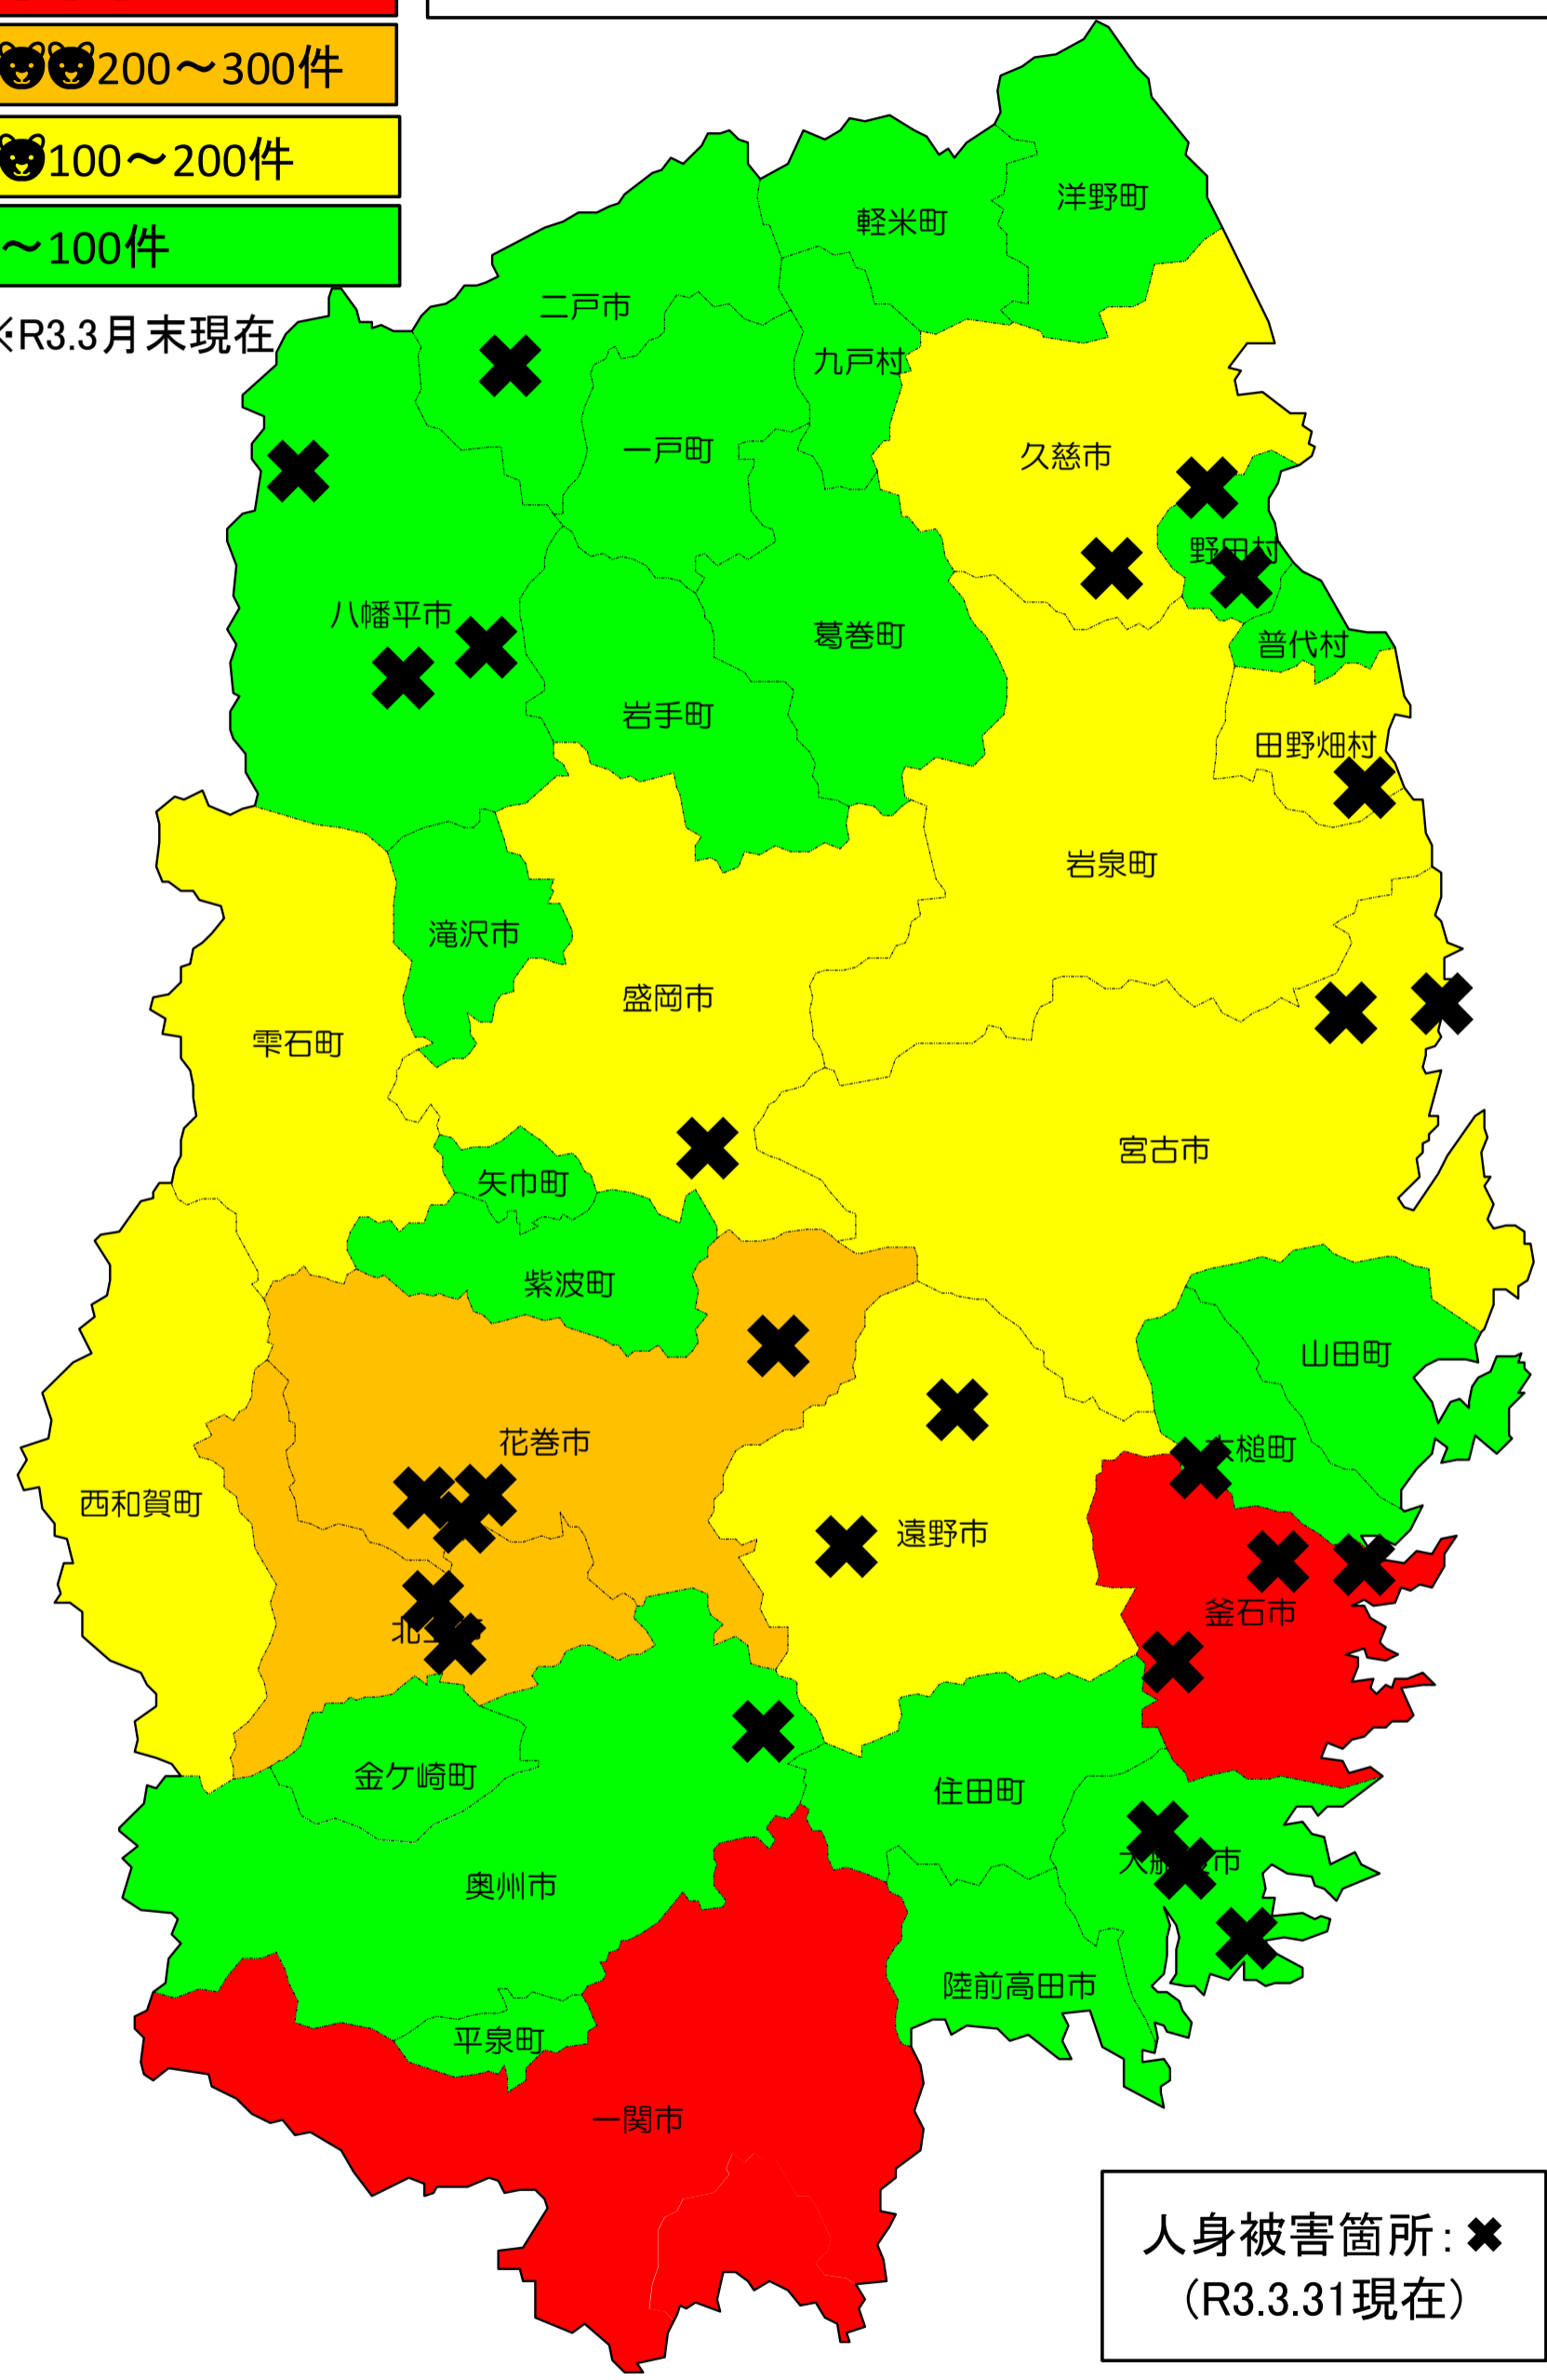 200～300件
100～200件
～100件
※R3.3月末現在
洋野町
軽米町
二戸市
九戸村
一戸町
久慈市
野田村
八幡平市
葛巻町
普代村
岩手町
田野畑村
岩泉町
滝沢市
盛岡市
雫石町
宮古市
矢巾町
紫波町
山田町
花巻市
大槌町
西和賀町
遠野市
釜石市
金ケ崎町
住田町
奥州市
陸前高田市
平泉町
一関市
人身被害箇所：✖
（R3.3.31現在）